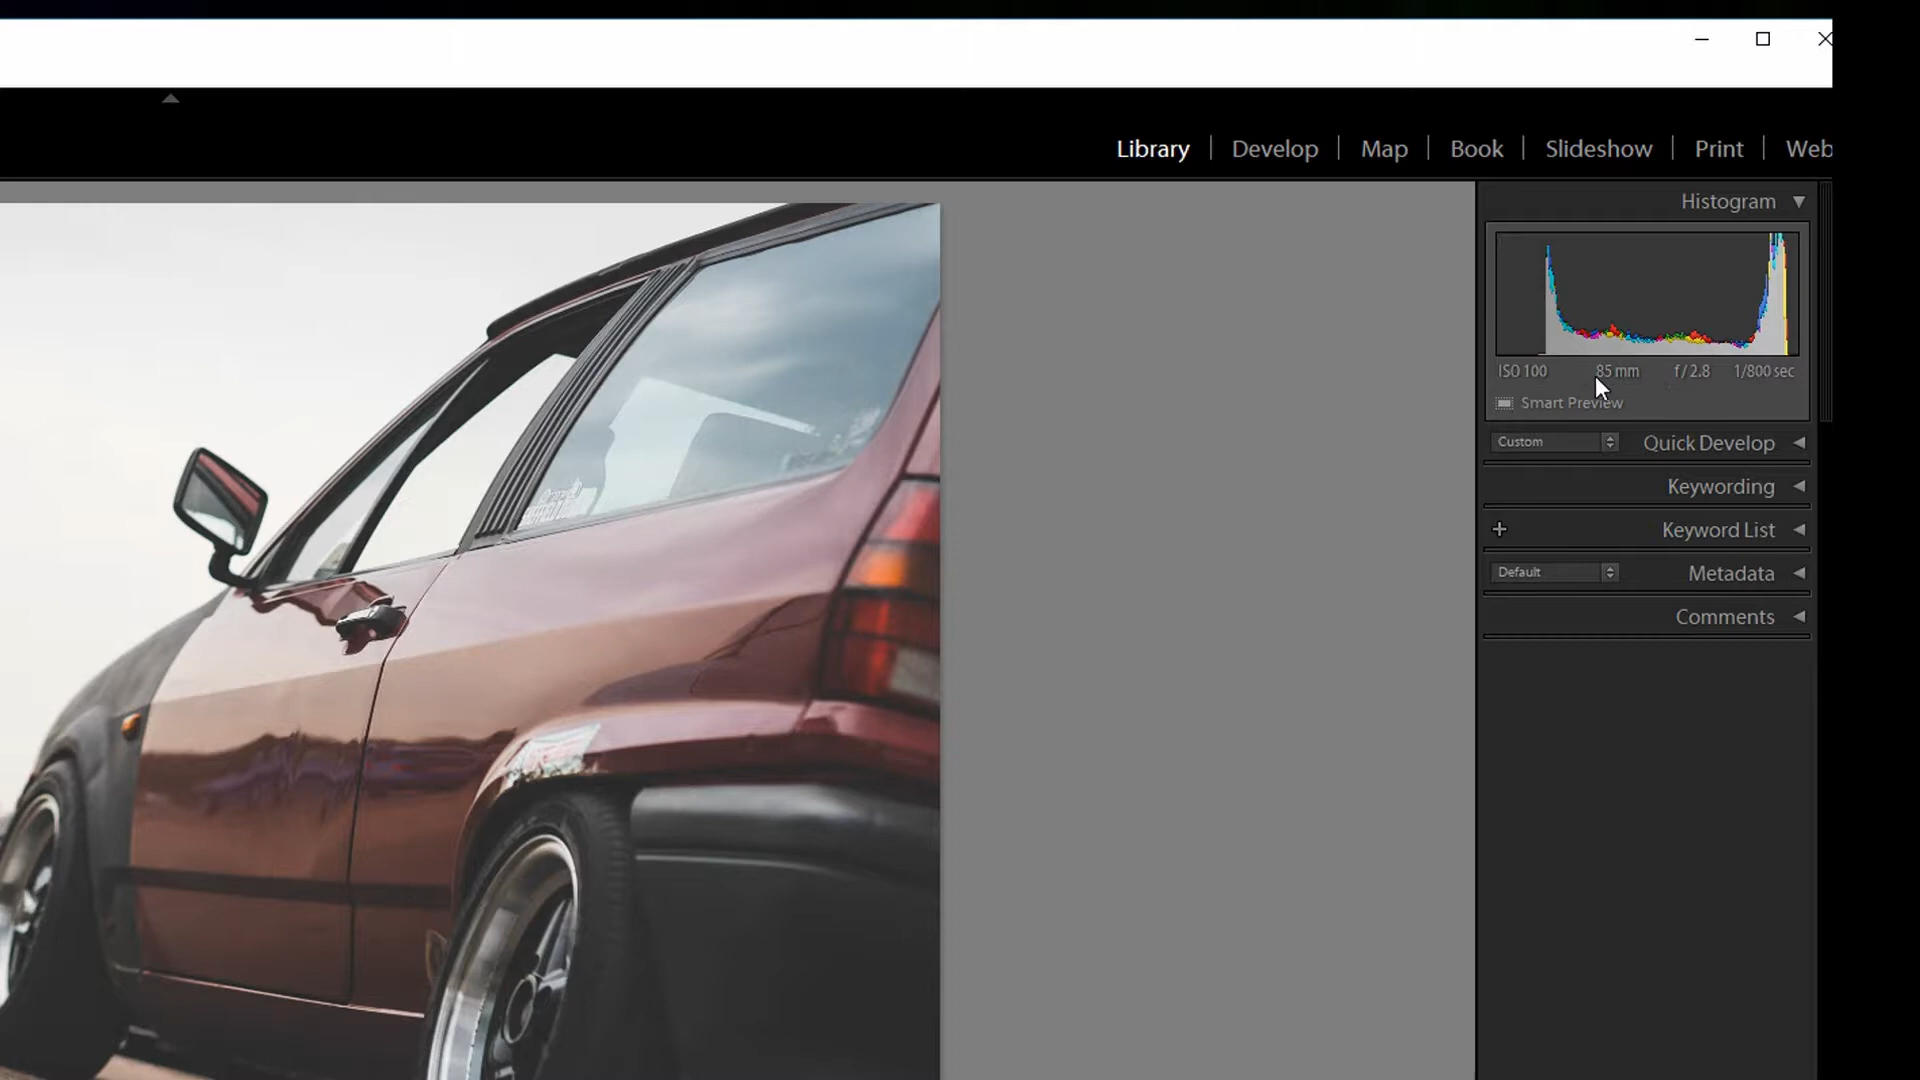 Library | Develop | Map | Book | Slideshow | Print | Web
Histogram
ISO 100 85 mm f / 2.8 1/800 sec
Smart Preview
Custom Quick Develop
Keywording
+ Keyword List
Default Metadata
Comments